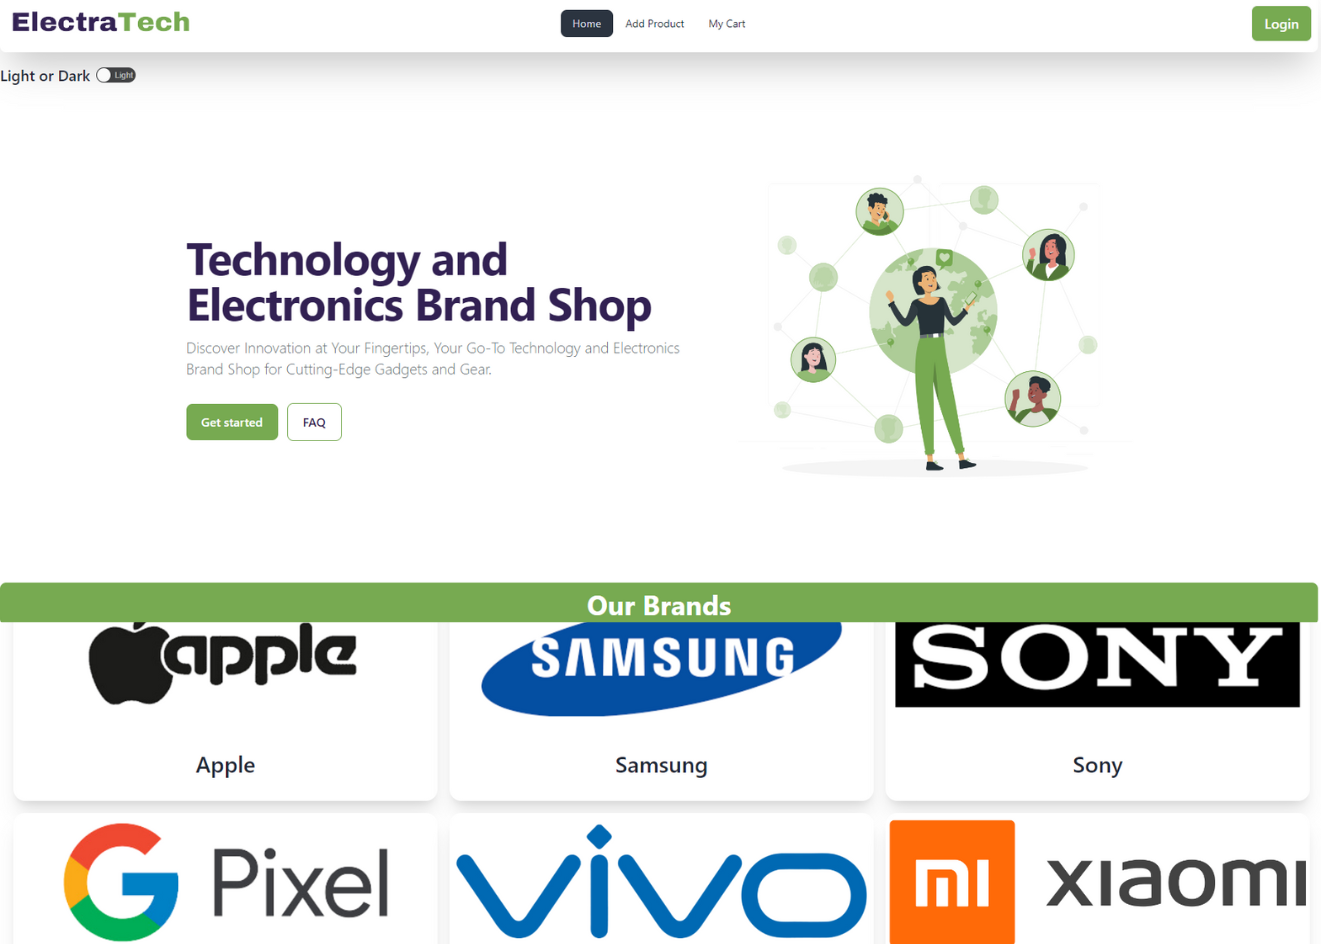 ElectraTech
Home Add Product My Cart
Login
Light or Dark Light
Technology and
Electronics Brand Shop
Discover Innovation at Your Fingertips, Your Go-To Technology and Electronics
Brand Shop for Cutting-Edge Gadgets and Gear.
Get started FAQ
Our Brands
apple SAMSUNG SONY
Apple Samsung Sony
G Pixel vivo mi xiaomi